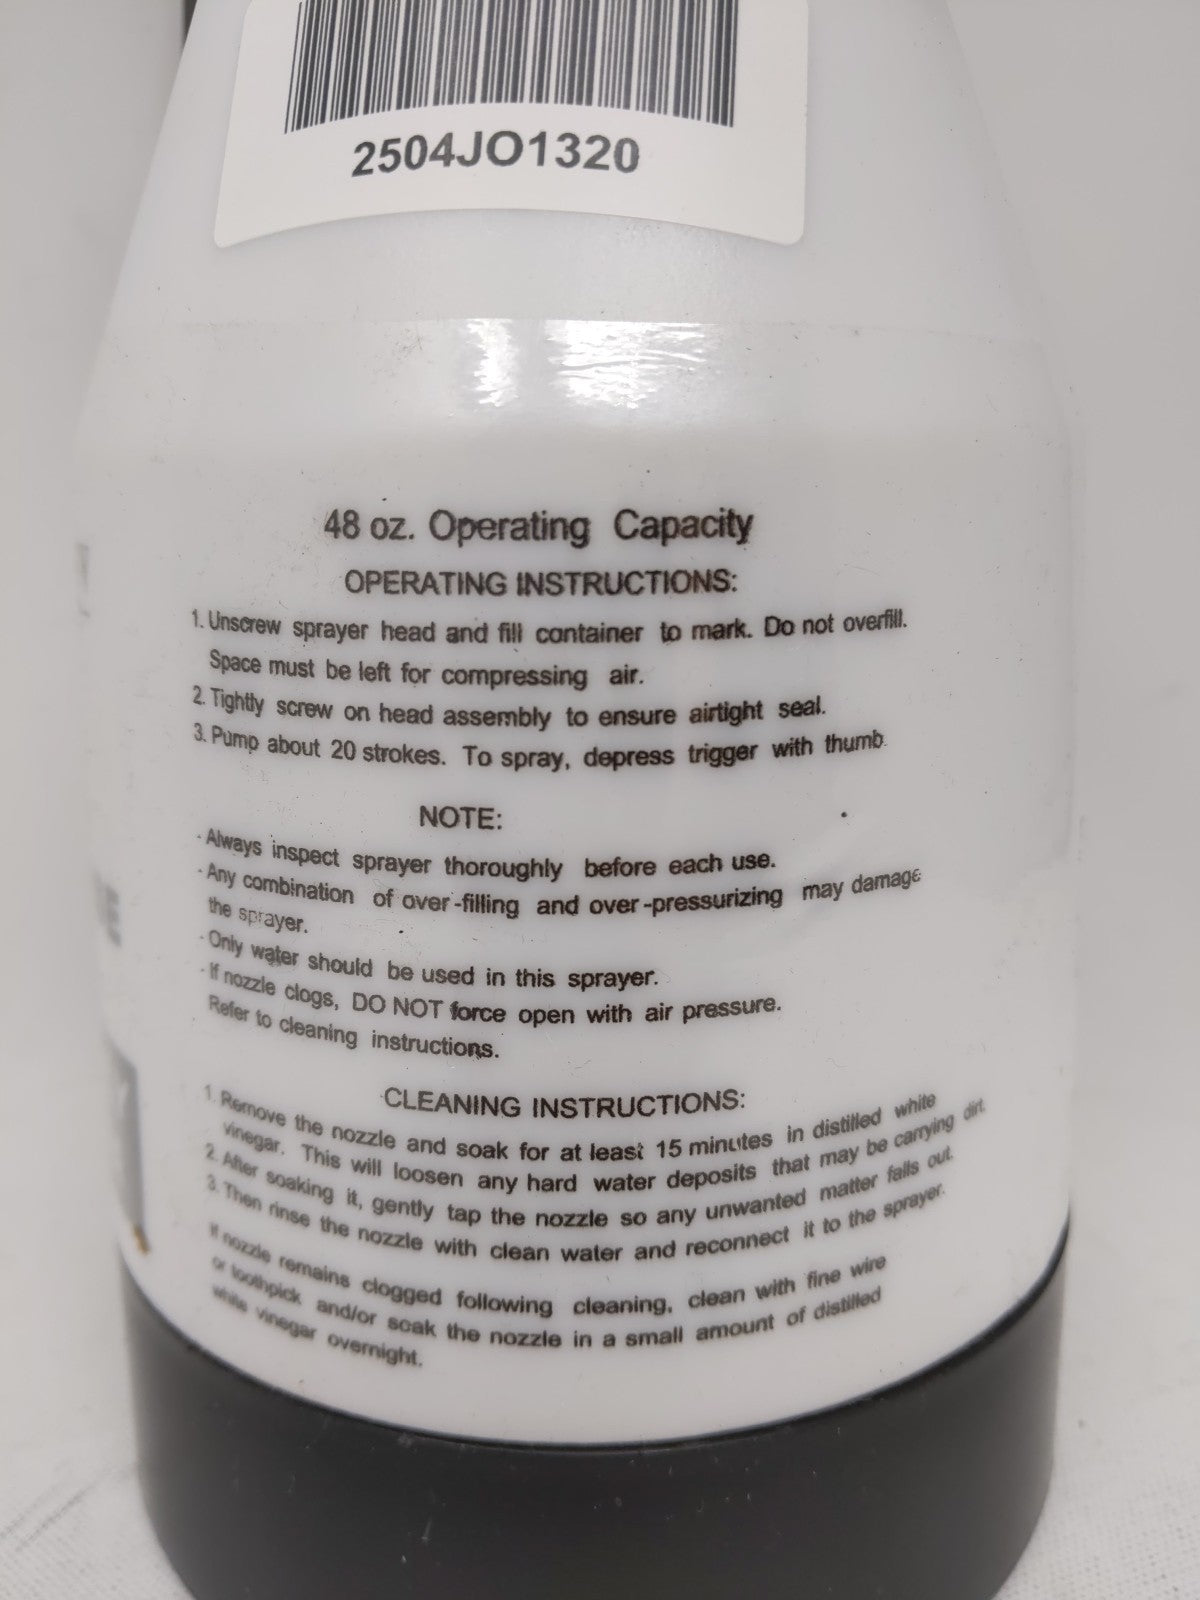 2504JO1320
48 oz. Operating Capacity
OPERATING INSTRUCTIONS:
1. Unscrew sprayer head and fill container to mark. Do not overfill.
Space must be left for compressing air.
2. Tightly screw on head assembly to ensure airtight seal.
3. Pump about 20 strokes. To spray, depress trigger with thumb.
NOTE:
- Always inspect sprayer thoroughly before each use.
- Any combination of over-filling and over-pressurizing may damage
the sprayer.
- Only water should be used in this sprayer.
- If nozzle clogs, DO NOT force open with air pressure.
Refer to cleaning instructions.
CLEANING INSTRUCTIONS:
1. Remove the nozzle and soak for at least 15 minutes in distilled white
vinegar. This will loosen any hard water deposits that may be carrying dirt.
2. After soaking it, gently tap the nozzle so any unwanted matter falls out.
3. Then rinse the nozzle with clean water and reconnect it to the sprayer.
If nozzle remains clogged following cleaning, clean with fine wire
or toothpick and/or soak the nozzle in a small amount of distilled
white vinegar overnight.